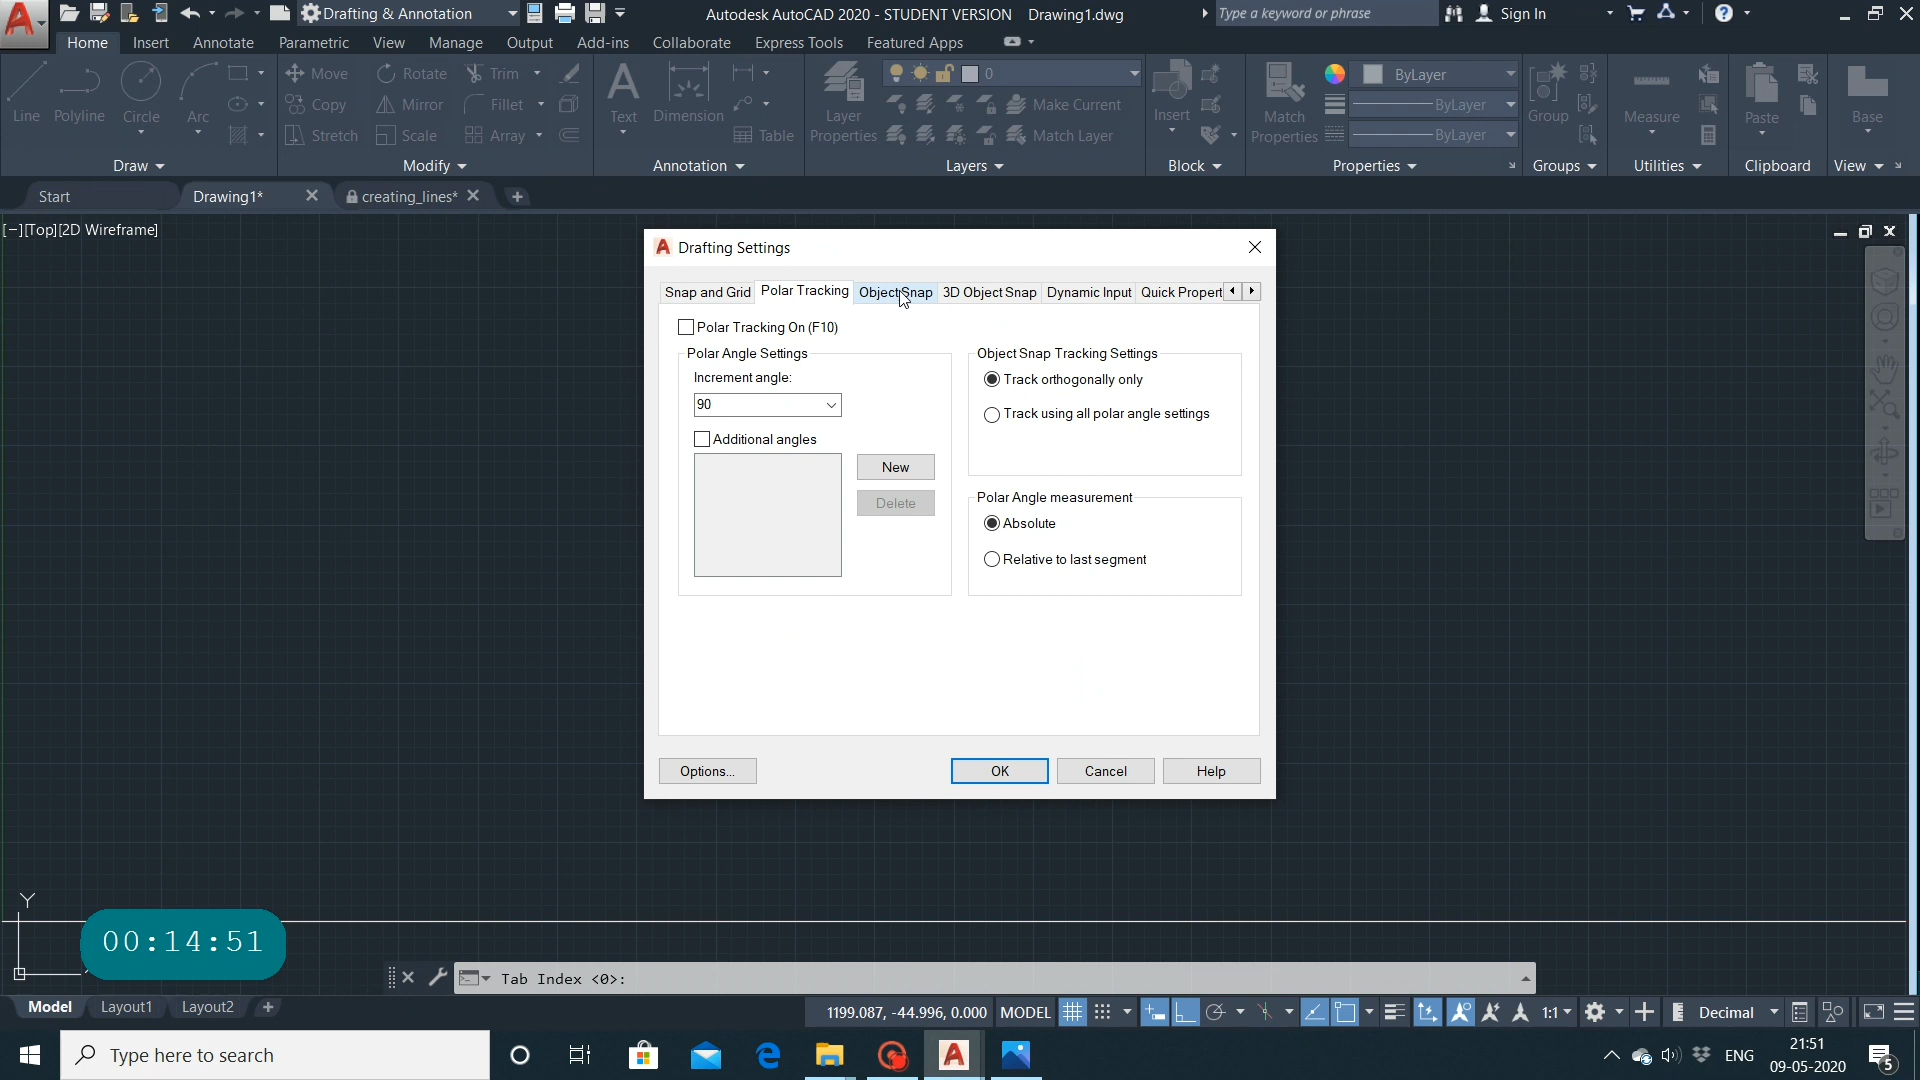 Drafting & Annotation
Autodesk AutoCAD 2020 - STUDENT VERSION Drawing1.dwg
Type a keyword or phrase
Sign In
Home Insert Annotate Parametric View Manage Output Add-ins Collaborate Express Tools Featured Apps
Line Polyline Circle Arc
Move Rotate Trim
Copy Mirror Fillet
Stretch Scale Array
Text Dimension Table
Layer Properties
0
Make Current
Match Layer
Insert
Match Properties
ByLayer
ByLayer
ByLayer
Group
Measure
Paste
Base
Draw Modify Annotation Layers Block Properties Groups Utilities Clipboard View
Start Drawing1* creating_lines*
[−][Top][2D Wireframe]
Drafting Settings
Snap and Grid Polar Tracking Object Snap 3D Object Snap Dynamic Input Quick Propert
Polar Tracking On (F10)
Polar Angle Settings
Increment angle:
90
Additional angles
New
Delete
Object Snap Tracking Settings
Track orthogonally only
Track using all polar angle settings
Polar Angle measurement
Absolute
Relative to last segment
Options... OK Cancel Help
Y
00:14:51
Tab Index <0>:
Model Layout1 Layout2
1199.087, -44.996, 0.000 MODEL 1:1 Decimal
Type here to search
ENG
21:51
09-05-2020
5